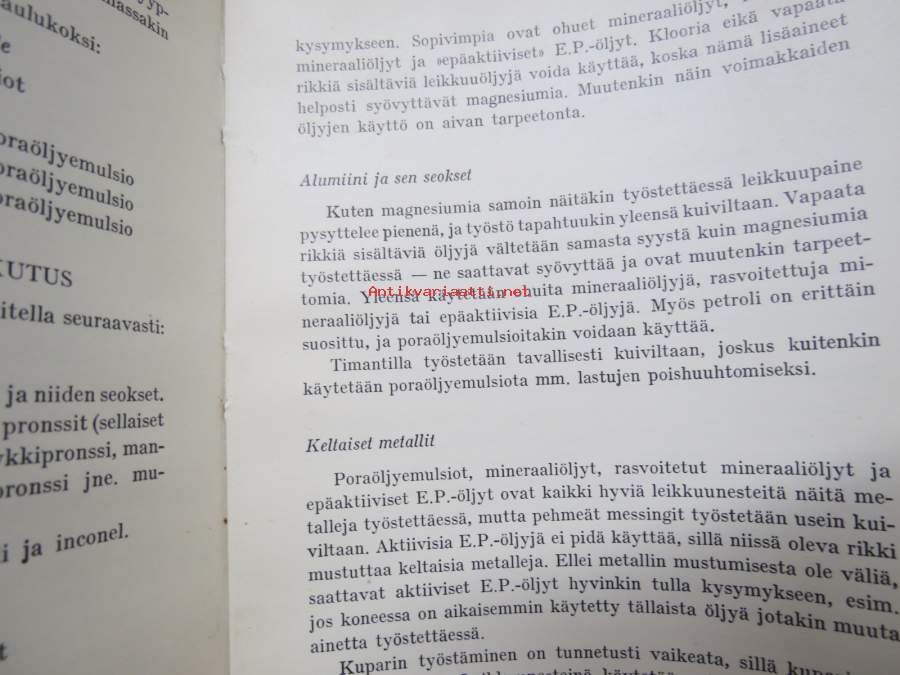 massakin
aulukoksi:
oraöljyemulsio
oraöljyemulsio
oraöljyemulsio
KUTUS
itella seuraavasti:
ja niiden seokset.
pronssit (sellaiset
kkipronssi, man-
pronssi jne. mu-
i ja inconel.
kysymykseen. Sopivimpia ovat ohuet mineraaliöljyt,
mineraaliöljyt ja »epäaktiiviset» E.P.-öljyt. Klooria eikä vapaata
rikkiä sisältäviä leikkuuöljyjä voida käyttää, koska nämä lisäaineet
helposti syövyttävät magnesiumia. Muutenkin näin voimakkaiden
öljyjen käyttö on aivan tarpeetonta.
Alumiini ja sen seokset
Kuten magnesiumia samoin näitäkin työstettäessä leikkuupaine
pysyttelee pienenä, ja työstö tapahtuukin yleensä kuiviltaan. Vapaata
rikkiä sisältäviä öljyjä vältetään samasta syystä kuin magnesiumia
työstettäessä — ne saattavat syövyttää ja ovat muutenkin tarpeet-
tomia. Yleensä käytetään ohuita mineraaliöljyjä, rasvoitettuja mi-
Antikvariaatti.net
neraaliöljyjä tai epäaktiivisia E.P.-öljyjä. Myös petroli on erittäin
suosittu, ja poraöljyemulsioitakin voidaan käyttää.
Timantilla työstetään tavallisesti kuiviltaan, joskus kuitenkin
käytetään poraöljyemulsiota mm. lastujen poishuuhtomiseksi.
Keltaiset metallit
Poraöljyemulsiot, mineraaliöljyt, rasvoitetut mineraaliöljyt ja
epäaktiiviset E.P.-öljyt ovat kaikki hyviä leikkuunesteitä näitä me-
talleja työstettäessä, mutta pehmeät messingit työstetään usein kui-
viltaan. Aktiivisia E.P.-öljyjä ei pidä käyttää, sillä niissä oleva rikki
mustuttaa keltaisia metalleja. Ellei metallin mustumisesta ole väliä,
saattavat aktiiviset E.P.-öljyt hyvinkin tulla kysymykseen, esim.
jos koneessa on aikaisemmin käytetty tällaista öljyä jotakin muuta
ainetta työstettäessä.
Kuparin työstäminen on tunnetusti vaikeata, sillä